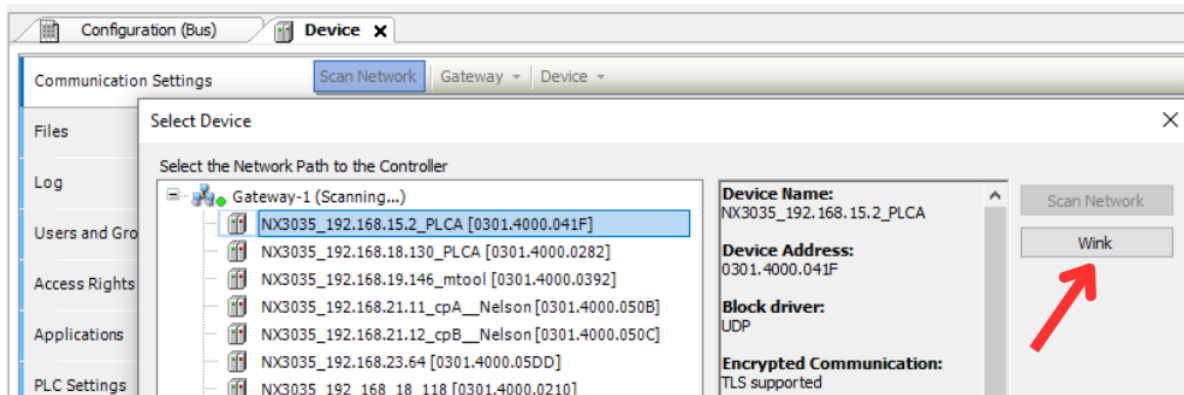 Configuration (Bus)
Device
Communication Settings
Scan Network
Gateway
Device
Files
Log
Users and Gro
Access Rights
Applications
PLC Settings
Select Device
Select the Network Path to the Controller
Gateway-1 (Scanning...)
NX3035_192.168.15.2_PLCA [0301.4000.041F]
NX3035_192.168.18.130_PLCA [0301.4000.0282]
NX3035_192.168.19.146_mtool [0301.4000.0392]
NX3035_192.168.21.11_cpA__Nelson [0301.4000.050B]
NX3035_192.168.21.12_cpB__Nelson [0301.4000.050C]
NX3035_192.168.23.64 [0301.4000.05DD]
NX3035_192_168_18_118 [0301.4000.0210]
Device Name:
NX3035_192.168.15.2_PLCA
Device Address:
0301.4000.041F
Block driver:
UDP
Encrypted Communication:
TLS supported
Scan Network
Wink